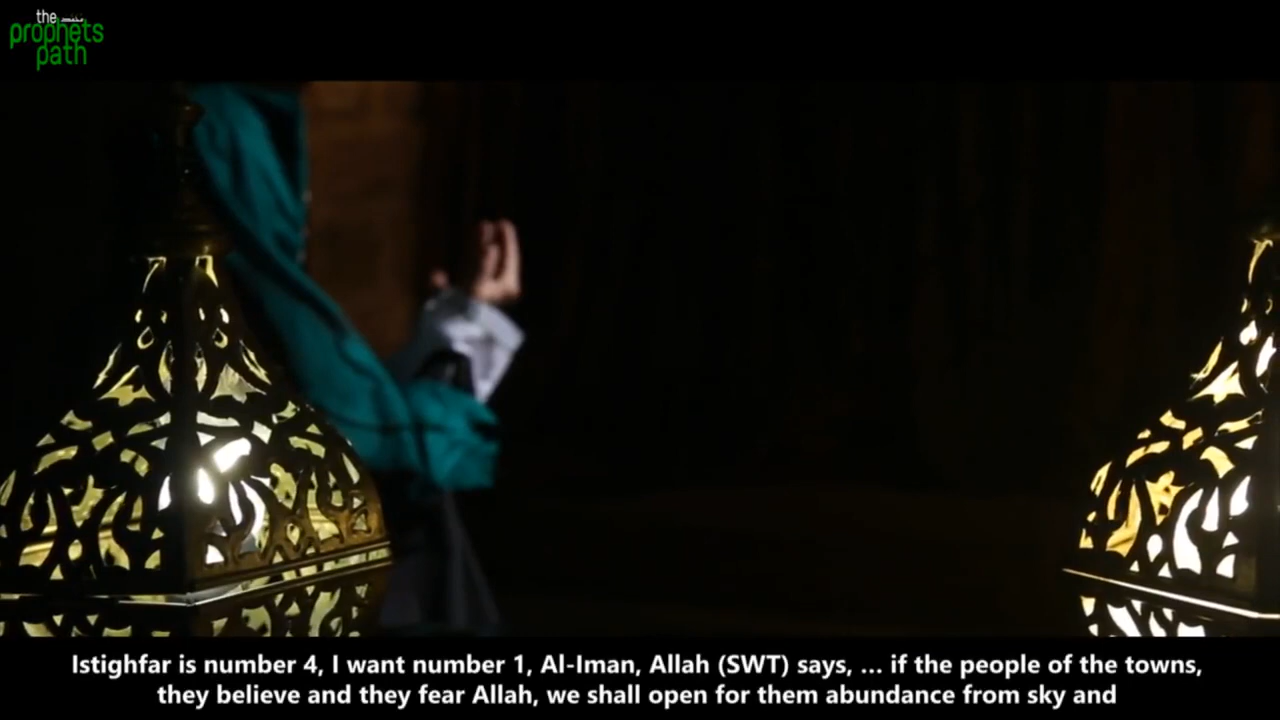 the
prophets
path
Istighfar is number 4, I want number 1, Al-Iman, Allah (SWT) says, ... if the people of the towns,
they believe and they fear Allah, we shall open for them abundance from sky and